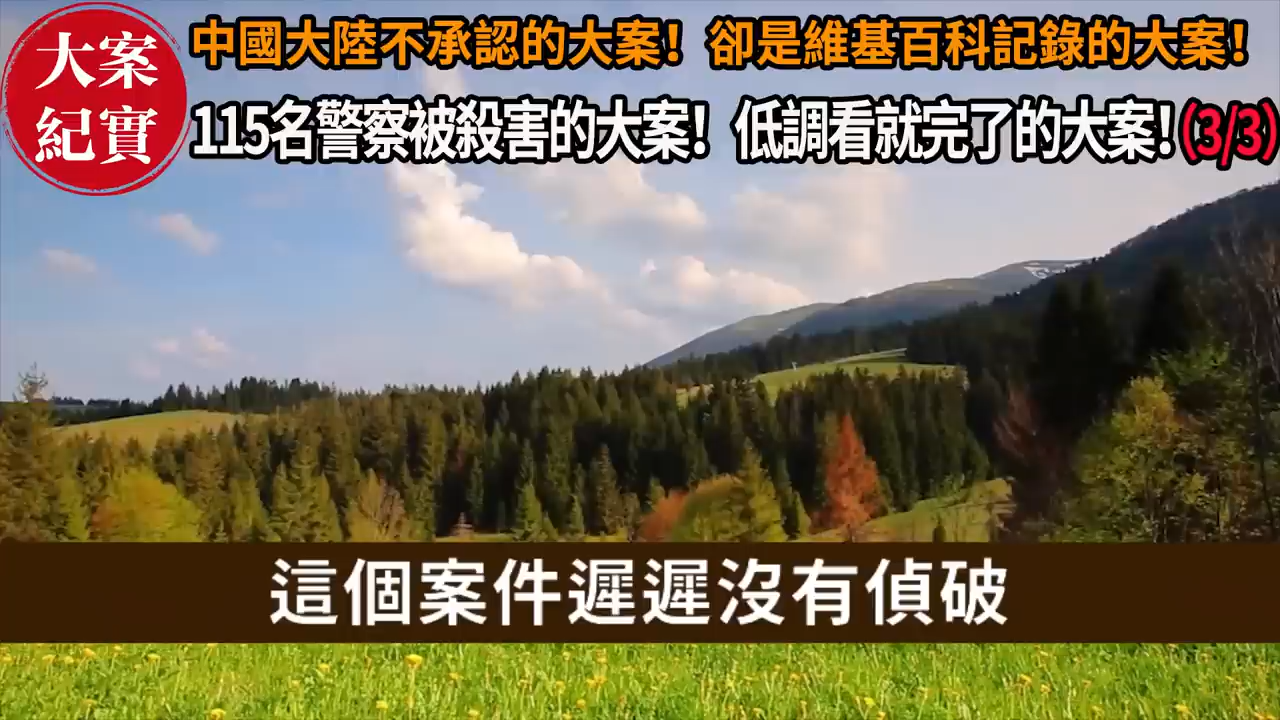 大案
紀實
中國大陸不承認的大案！卻是維基百科記錄的大案！
115名警察被殺害的大案！低調看就完了的大案！(3/3)
這個案件遲遲沒有偵破